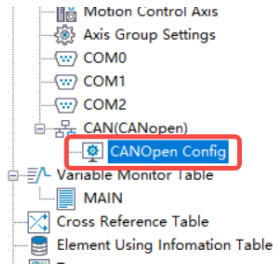 Motion Control Axis
Axis Group Settings
COM0
COM1
COM2
CAN(CANopen)
CANOpen Config
Variable Monitor Table
MAIN
Cross Reference Table
Element Using Infomation Table